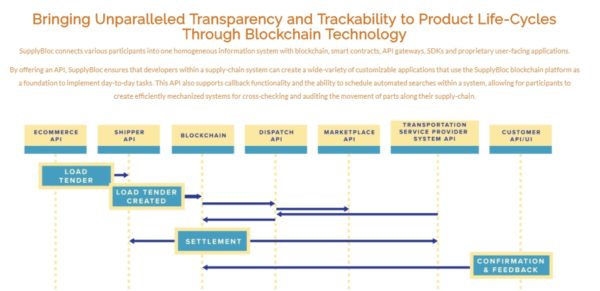 Bringing Unparalleled Transparency and Trackability to Product Life-Cycles
Through Blockchain Technology
SupplyBloc connects various participants into one homogeneous information system with blockchain, smart contracts, API gateways, SDKs and proprietary user-facing applications.
By offering an API, SupplyBloc ensures that developers within a supply-chain system can create a wide-variety of customizable applications that use the SupplyBloc blockchain platform as
a foundation to implement day-to-day tasks. This API also supports callback functionality and the ability to schedule automated searches within a system, allowing for participants to
create efficiently mechanized systems for cross-checking and auditing the movement of parts along their supply-chain.
ECOMMERCE
API
SHIPPER
API
BLOCKCHAIN
DISPATCH
API
MARKETPLACE
API
TRANSPORTATION
SERVICE PROVIDER
SYSTEM API
CUSTOMER
API/UI
LOAD
TENDER
LOAD TENDER
CREATED
SETTLEMENT
CONFIRMATION
& FEEDBACK